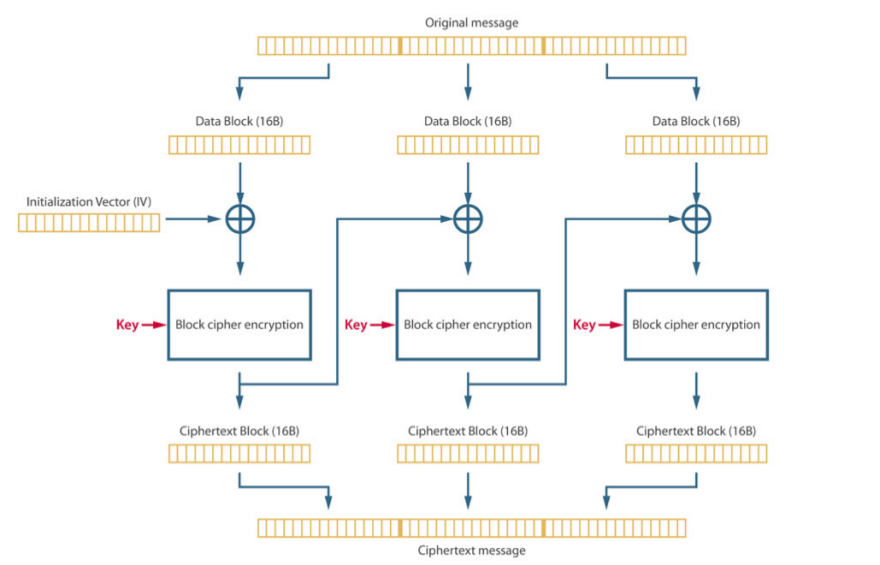 Original message
Data Block (16B)
Data Block (16B)
Data Block (16B)
Initialization Vector (IV)
Key
Block cipher encryption
Key
Block cipher encryption
Key
Block cipher encryption
Ciphertext Block (16B)
Ciphertext Block (16B)
Ciphertext Block (16B)
Ciphertext message